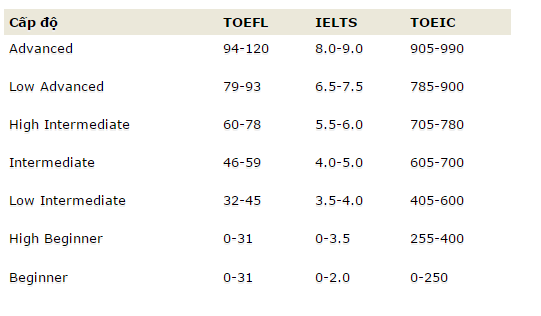 Cấp độ TOEFL IELTS TOEIC
Advanced 94-120 8.0-9.0 905-990
Low Advanced 79-93 6.5-7.5 785-900
High Intermediate 60-78 5.5-6.0 705-780
Intermediate 46-59 4.0-5.0 605-700
Low Intermediate 32-45 3.5-4.0 405-600
High Beginner 0-31 0-3.5 255-400
Beginner 0-31 0-2.0 0-250